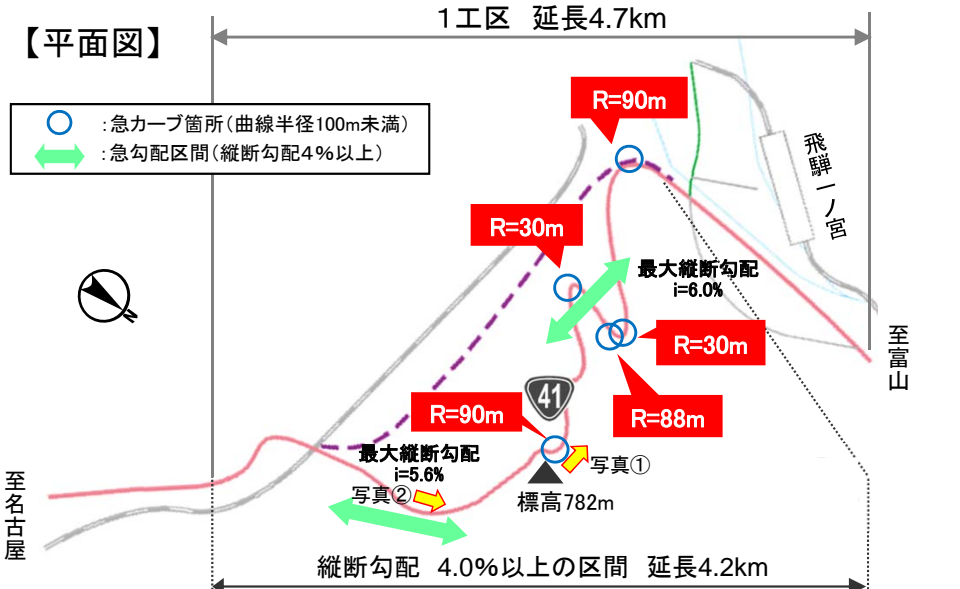 1工区 延長4.7km
【平面図】
R=90m
:急カーブ箇所(曲線半径100m未満)
:急勾配区間(縦断勾配4%以上)
飛騨一ノ宮
R=30m
最大縦断勾配
i=6.0%
N
R=30m
至富山
41
R=90m
R=88m
最大縦断勾配
i=5.6%
写真①
写真②
標高782m
至名古屋
縦断勾配 4.0%以上の区間 延長4.2km